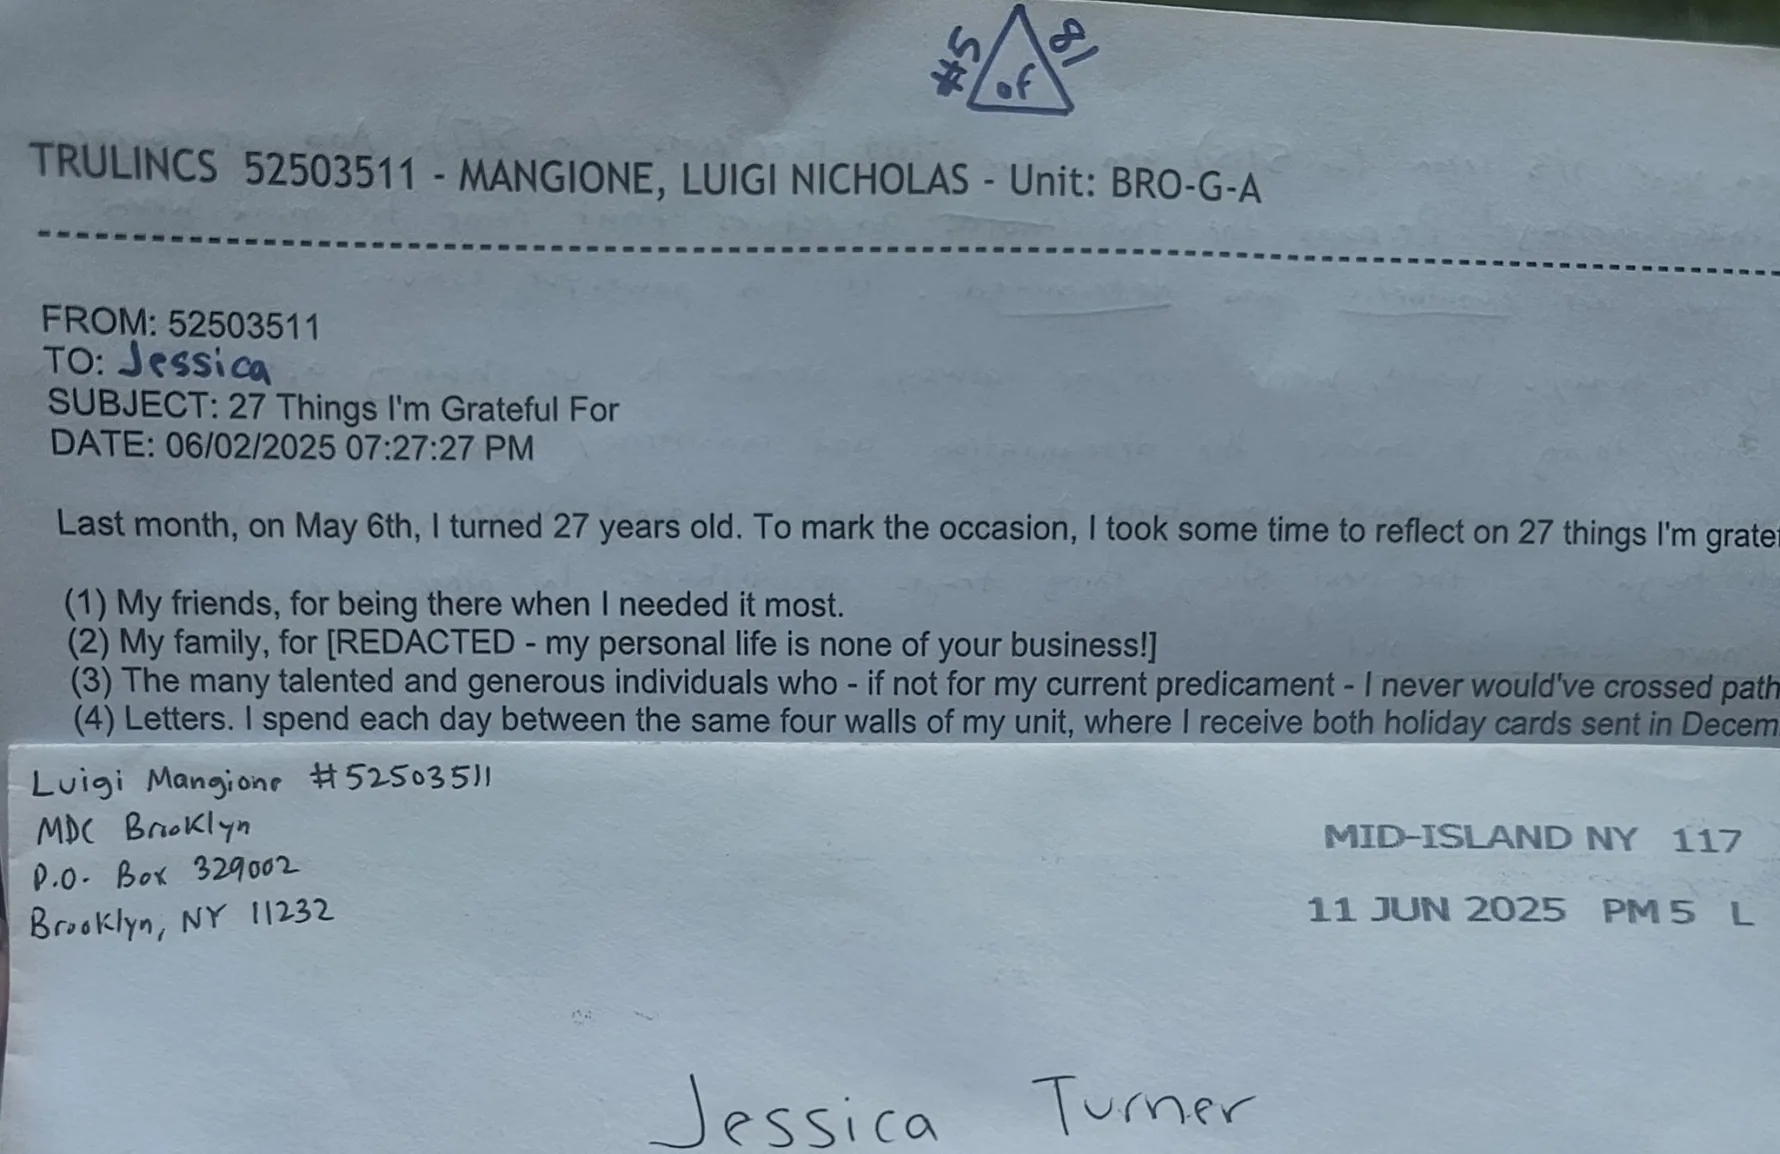 #5 of 81
TRULINCS 52503511 - MANGIONE, LUIGI NICHOLAS - Unit: BRO-G-A
FROM: 52503511
TO: Jessica
SUBJECT: 27 Things I'm Grateful For
DATE: 06/02/2025 07:27:27 PM
Last month, on May 6th, I turned 27 years old. To mark the occasion, I took some time to reflect on 27 things I'm gratef
(1) My friends, for being there when I needed it most.
(2) My family, for [REDACTED - my personal life is none of your business!]
(3) The many talented and generous individuals who - if not for my current predicament - I never would've crossed path
(4) Letters. I spend each day between the same four walls of my unit, where I receive both holiday cards sent in Decem
Luigi Mangione #52503511
MDC Brooklyn
P.O. Box 329002
Brooklyn, NY 11232
MID-ISLAND NY 117
11 JUN 2025 PM 5 L
Jessica Turner